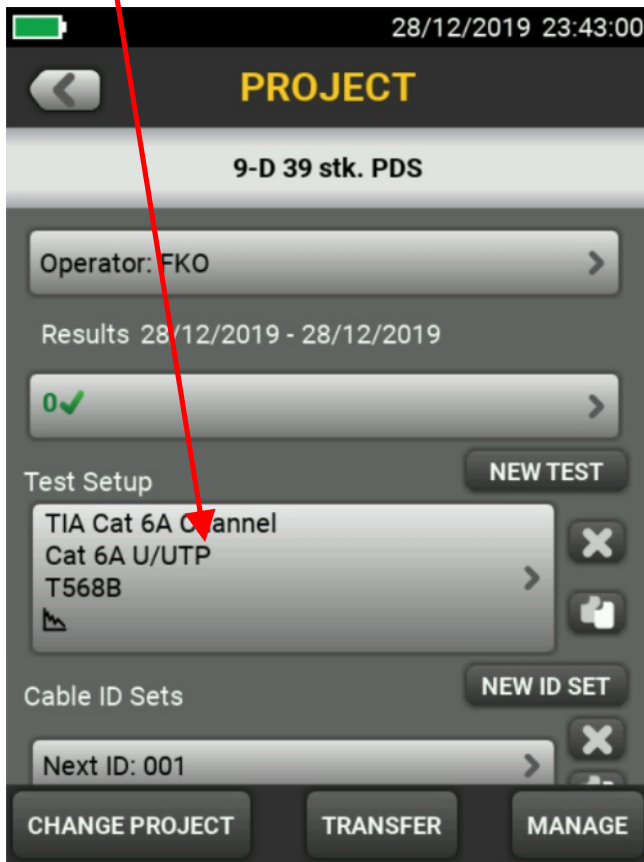 28/12/2019 23:43:00
PROJECT
9-D 39 stk. PDS
Operator: FKO
Results 28/12/2019 - 28/12/2019
0
NEW TEST
Test Setup
TIA Cat 6A Channel
Cat 6A U/UTP
T568B
NEW ID SET
Cable ID Sets
Next ID: 001
CHANGE PROJECT
TRANSFER
MANAGE